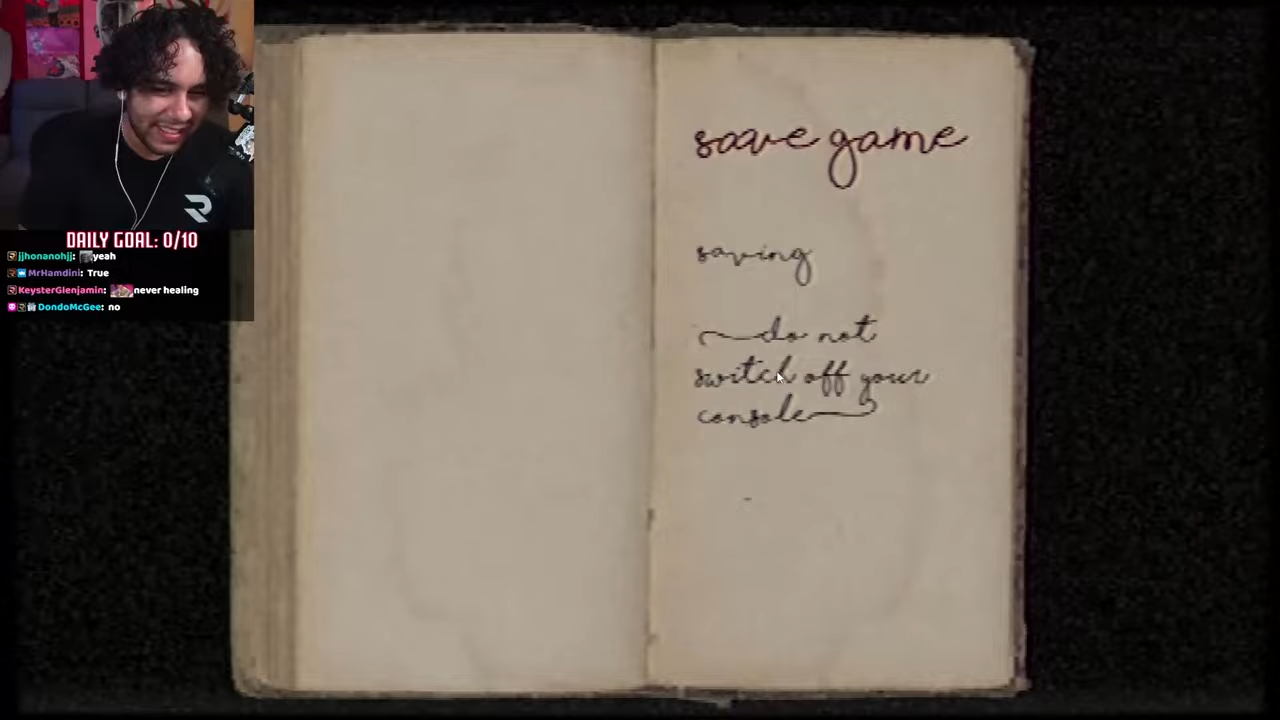 DAILY GOAL: 0/10
jjhonanohjj: yeah
MrHamdini: True
KeysterGlenjamin: never healing
DondoMcGee: no
save game
saving
do not
switch off your
console